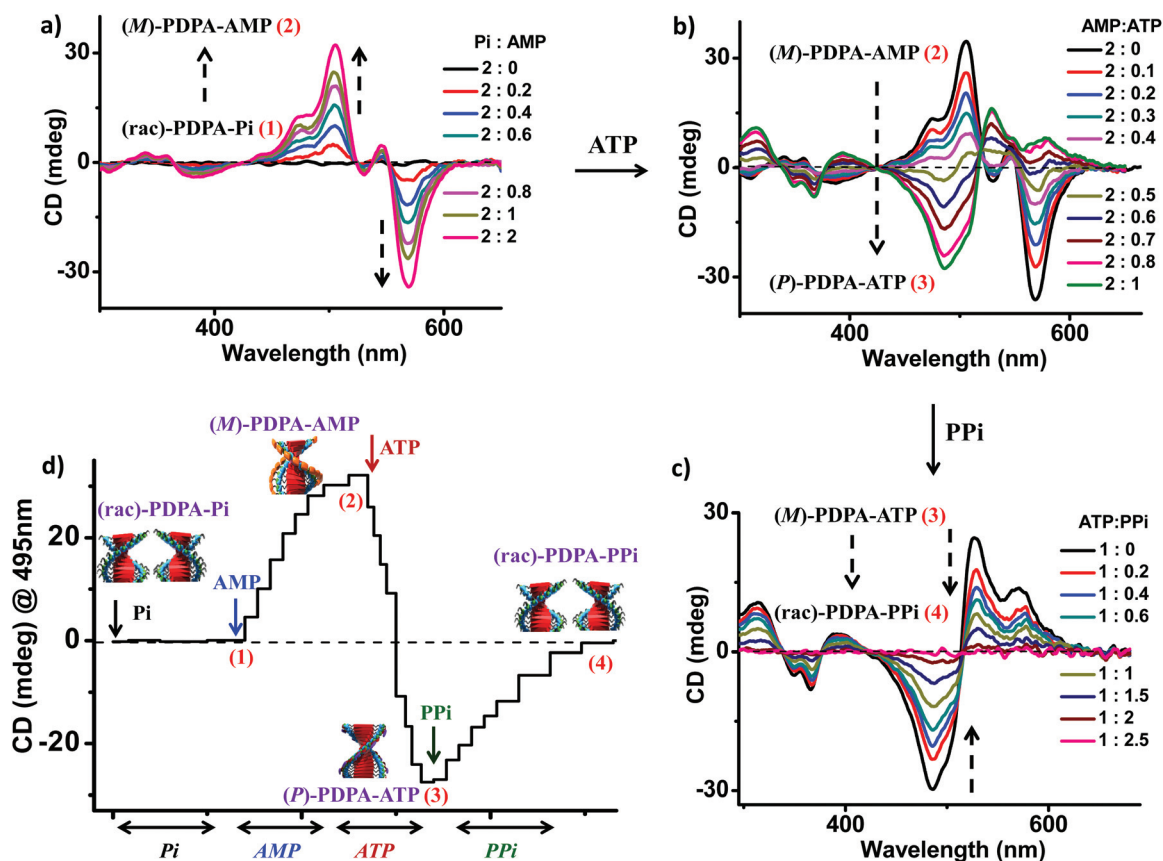 a)
(M)-PDPA-AMP (2)
(rac)-PDPA-Pi (1)
Pi : AMP
2 : 0
2 : 0.2
2 : 0.4
2 : 0.6
2 : 0.8
2 : 1
2 : 2
30
0
-30
CD (mdeg)
400
600
Wavelength (nm)
ATP
b)
(M)-PDPA-AMP (2)
(P)-PDPA-ATP (3)
AMP:ATP
2 : 0
2 : 0.1
2 : 0.2
2 : 0.3
2 : 0.4
2 : 0.5
2 : 0.6
2 : 0.7
2 : 0.8
2 : 1
30
0
-30
CD (mdeg)
400
600
Wavelength (nm)
PPi
c)
(M)-PDPA-ATP (3)
(rac)-PDPA-PPi (4)
ATP:PPi
1 : 0
1 : 0.2
1 : 0.4
1 : 0.6
1 : 1
1 : 1.5
1 : 2
1 : 2.5
30
0
-30
CD (mdeg)
400
600
Wavelength (nm)
d)
(M)-PDPA-AMP
ATP
(rac)-PDPA-Pi
(2)
(rac)-PDPA-PPi
AMP
Pi
(1)
(4)
PPi
(P)-PDPA-ATP (3)
20
0
-20
CD (mdeg) @ 495nm
Pi
AMP
ATP
PPi